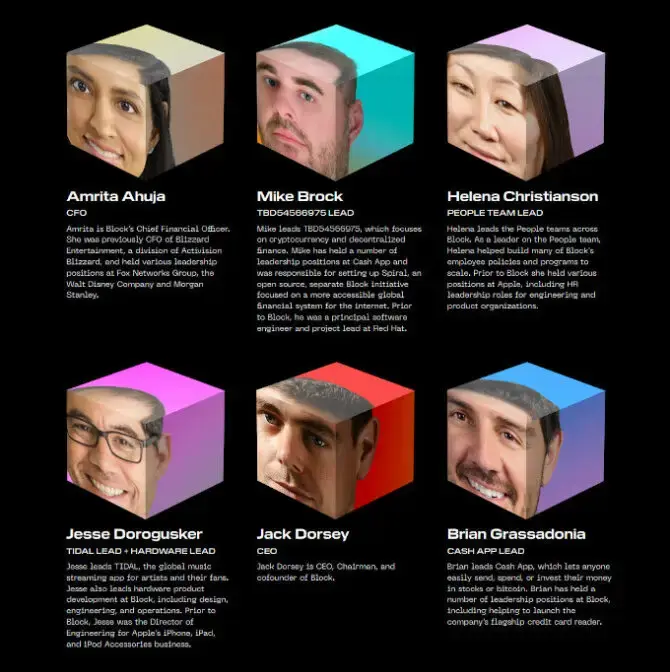 Amrita Ahuja
CFO
Amrita is Block's Chief Financial Officer.
She was previously CFO of Blizzard
Entertainment, a division of Activision
Blizzard, and held various leadership
positions at Fox Networks Group, the
Walt Disney Company and Morgan
Stanley.
Mike Brock
TBD54566975 LEAD
Mike leads TBD54566975, which focuses
on cryptocurrency and decentralized
finance. Mike has held a number of
leadership positions at Cash App and
was responsible for setting up Spiral, an
open source, separate Block initiative
focused on a more accessible global
financial system for the internet. Prior
to Block, he was a principal software
engineer and project lead at Red Hat.
Helena Christianson
PEOPLE TEAM LEAD
Helena leads the People teams across
Block. As a leader on the People team,
Helena helped build many of Block's
employee policies and programs to
scale. Prior to Block she held various
positions at Apple, including HR
leadership roles for engineering and
product organizations.
Jesse Dorogusker
TIDAL LEAD + HARDWARE LEAD
Jesse leads TIDAL, the global music
streaming app for artists and their fans.
Jesse also leads hardware product
development at Block, including design,
engineering, and operations. Prior to
Block, Jesse was the Director of
Engineering for Apple's iPhone, iPad,
and iPod Accessories business.
Jack Dorsey
CEO
Jack Dorsey is CEO, Chairman, and
cofounder of Block.
Brian Grassadonia
CASH APP LEAD
Brian leads Cash App, which lets anyone
easily send, spend, or invest their money
in stocks or bitcoin. Brian has held a
number of leadership positions at Block,
including helping to launch the
company's flagship credit card reader.